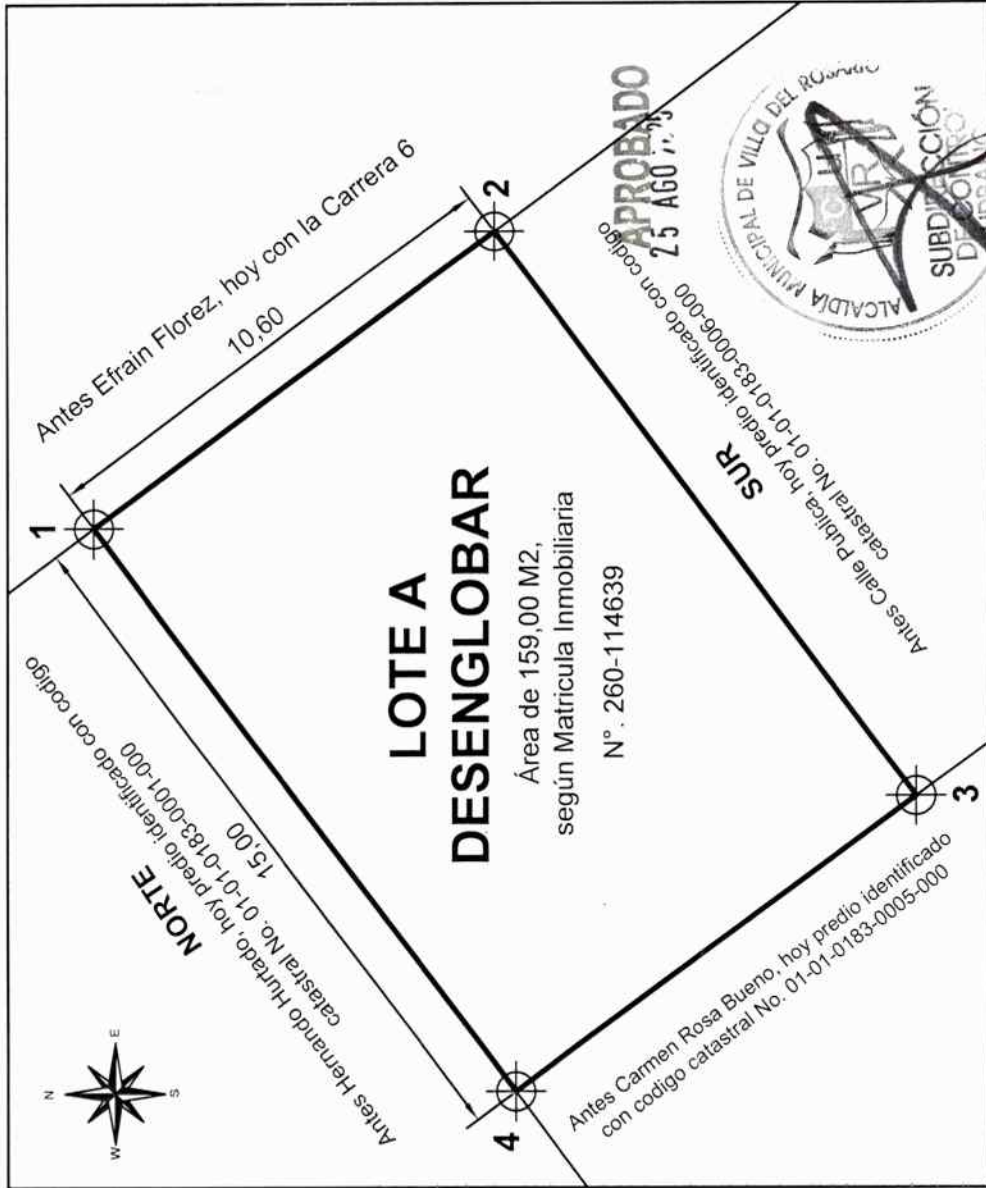 N
W
E
S
NORTE
Antes Hernando Hurtado, hoy predio identificado con codigo
catastral No. 01-01-0183-0001-000
15,00
1
Antes Efrain Florez, hoy con la Carrera 6
10,60
2
LOTE A
DESENGLOBAR
Área de 159,00 M2,
según Matricula Inmobiliaria
N°. 260-114639
4
Antes Carmen Rosa Bueno, hoy predio identificado
con codigo catastral No. 01-01-0183-0005-000
3
SUR
Antes Calle Publica, hoy predio identificado con codigo
catastral No. 01-01-0183-0006-000
APROBADO
25 AGO
ALCALDÍA MUNICIPAL DE VILLA DEL ROSARIO
SUBDIRECCIÓN
DE CONTROL